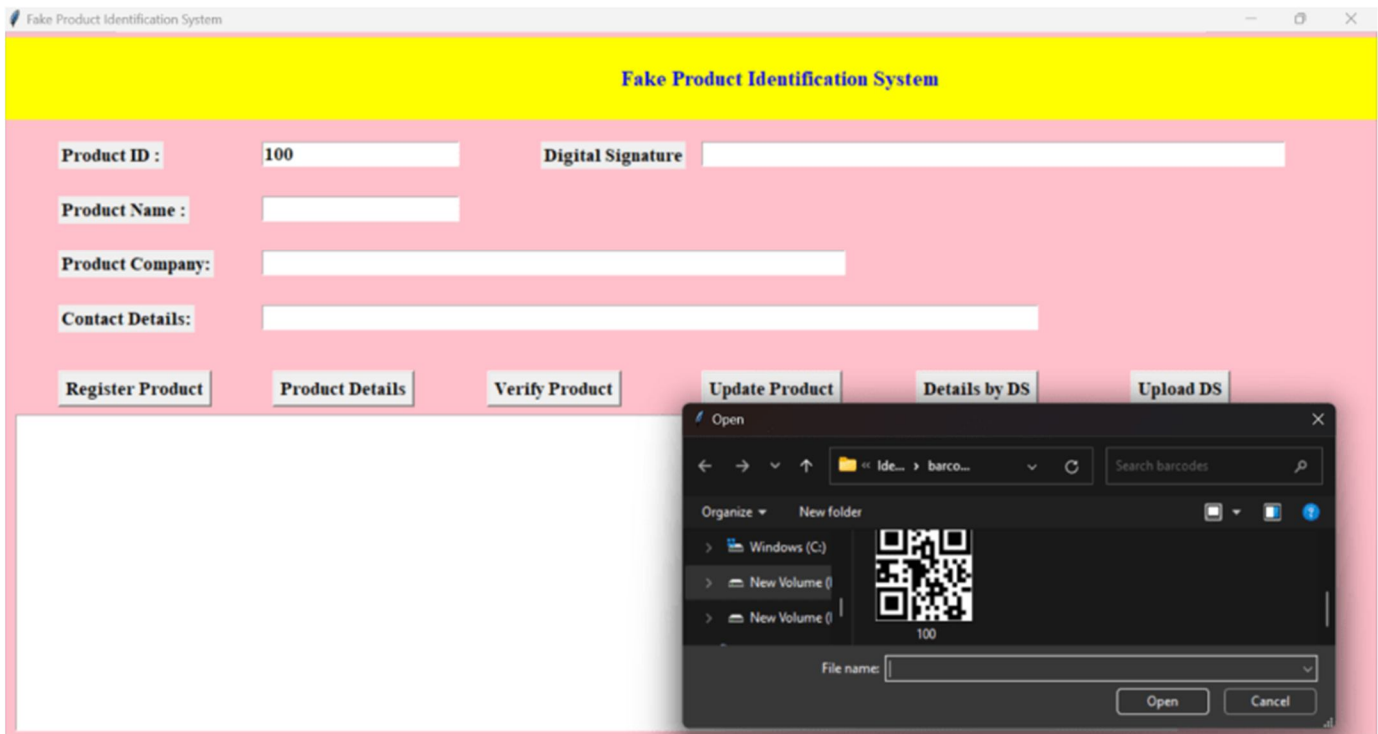 Fake Product Identification System
Fake Product Identification System
Product ID : 100 Digital Signature
Product Name :
Product Company:
Contact Details:
Register Product Product Details Verify Product Update Product Details by DS Upload DS
Open
« Ide... › barco... Search barcodes
Organize New folder
Windows (C:)
New Volume (
New Volume (
100
File name:
Open Cancel